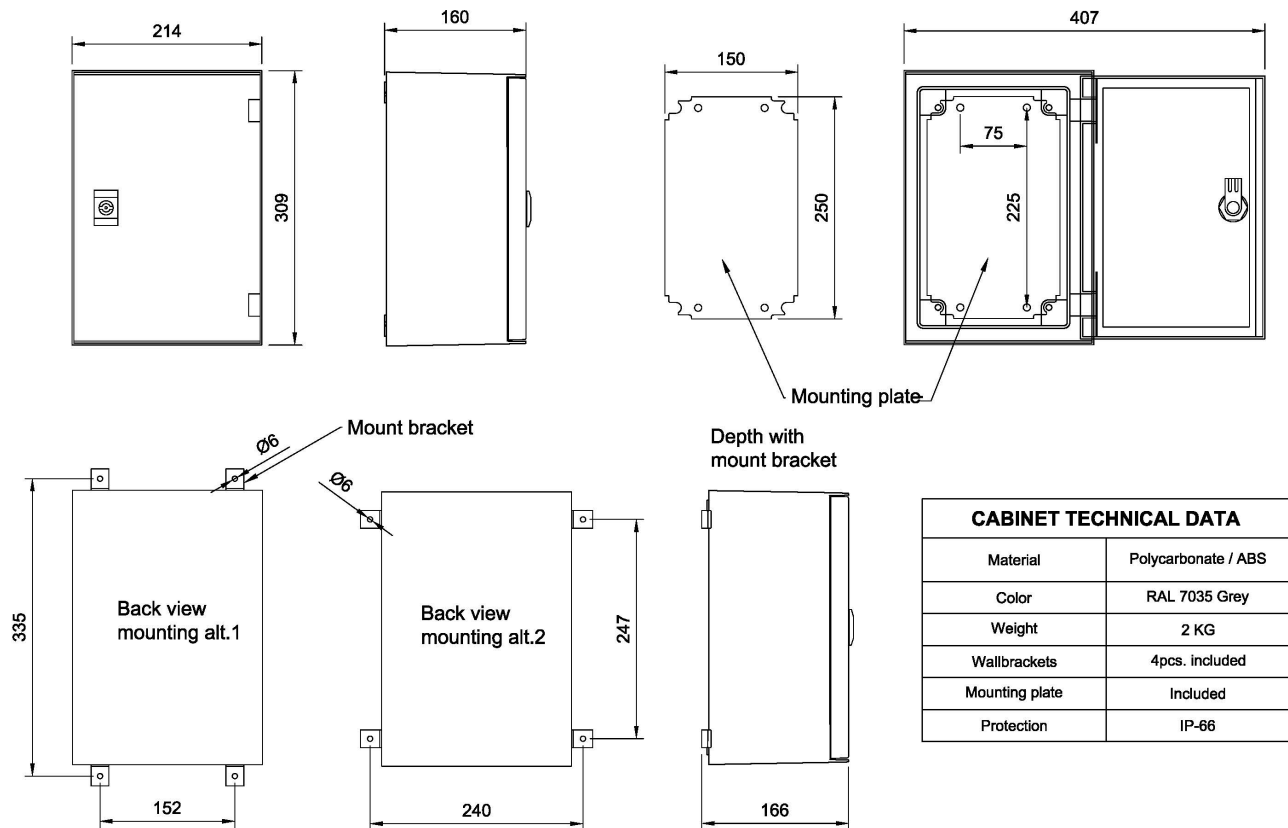 214
160
150
407
309
250
75
225
Mounting plate
Ø6
Mount bracket
335
Back view
mounting alt.1
152
Ø6
Back view
mounting alt.2
247
240
Depth with
mount bracket
166
CABINET TECHNICAL DATA
Material Polycarbonate / ABS
Color RAL 7035 Grey
Weight 2 KG
Wallbrackets 4pcs. included
Mounting plate Included
Protection IP-66